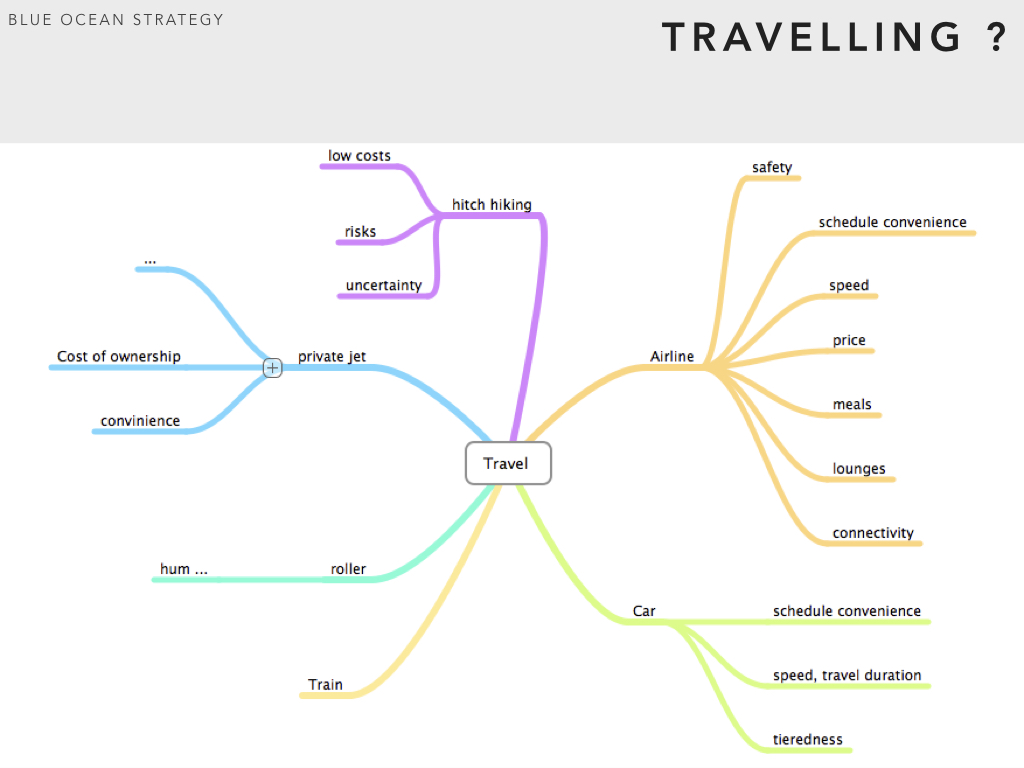 BLUE OCEAN STRATEGY
TRAVELLING ?
low costs
hitch hiking
risks
uncertainty
...
Cost of ownership
private jet
convinience
safety
schedule convenience
speed
price
Airline
meals
lounges
connectivity
Travel
hum ...
roller
Train
Car
schedule convenience
speed, travel duration
tieredness